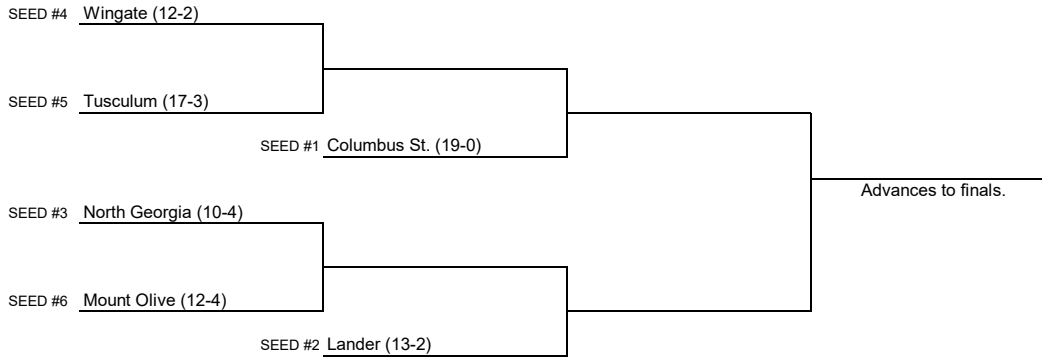 SEED #4 Wingate (12-2)
SEED #5 Tusculum (17-3)
SEED #1 Columbus St. (19-0)
Advances to finals.
SEED #3 North Georgia (10-4)
SEED #6 Mount Olive (12-4)
SEED #2 Lander (13-2)